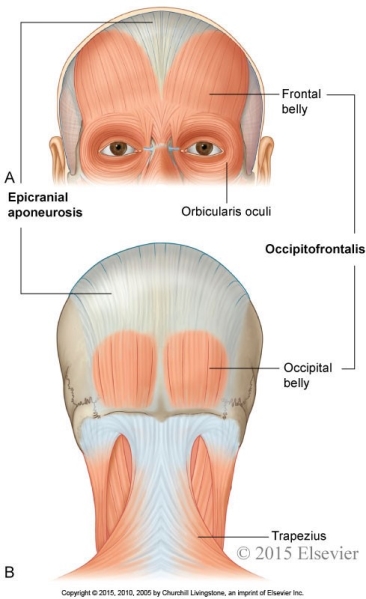 Frontal
belly
A
Epicranial
aponeurosis
Orbicularis oculi
Occipitofrontalis
Occipital
belly
Trapezius
© 2015 Elsevier
B
Copyright © 2015, 2010, 2005 by Churchill Livingstone, an imprint of Elsevier Inc.